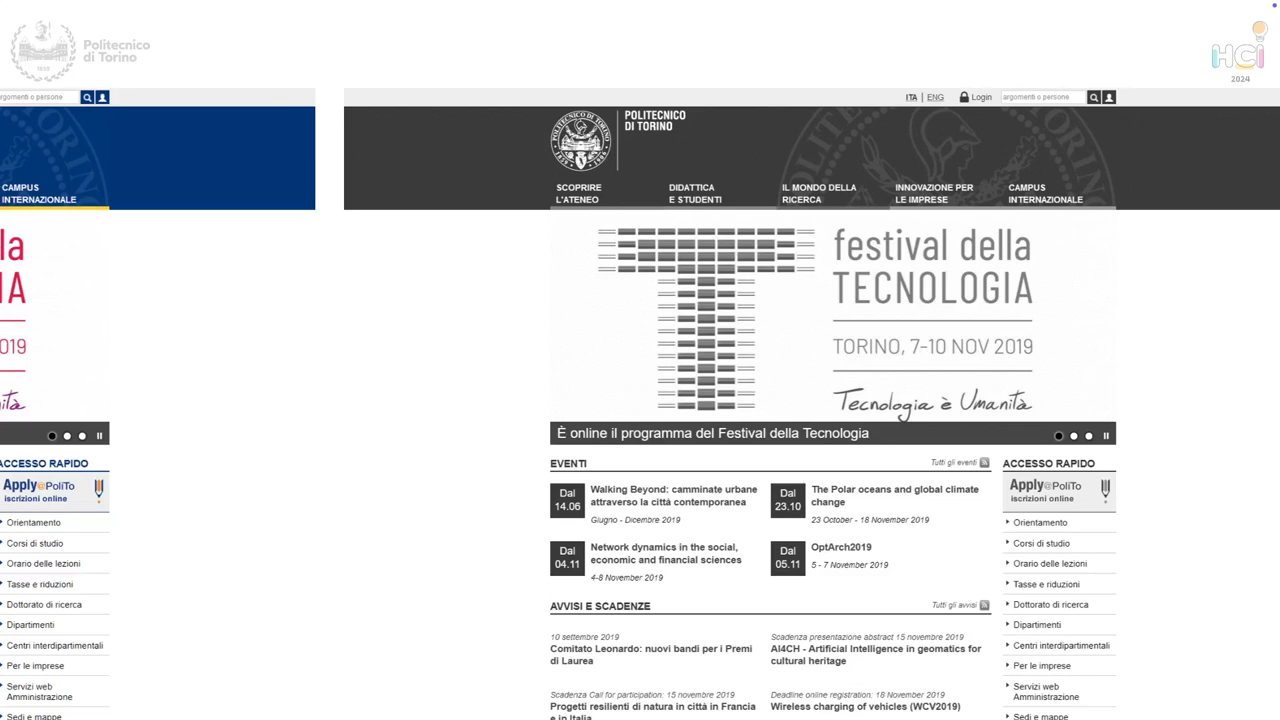 Politecnico
di Torino
1859
HCI
2024
argomenti o persone
CAMPUS
INTERNAZIONALE
la
IA
2019
nità
ACCESSO RAPIDO
Apply@PoliTo
iscrizioni online
Orientamento
Corsi di studio
Orario delle lezioni
Tasse e riduzioni
Dottorato di ricerca
Dipartimenti
Centri interdipartimentali
Per le imprese
Servizi web
Amministrazione
Sedi e mappe
ITA | ENG
Login
argomenti o persone
POLITECNICO
DI TORINO
SCOPRIRE
L'ATENEO
DIDATTICA
E STUDENTI
IL MONDO DELLA
RICERCA
INNOVAZIONE PER
LE IMPRESE
CAMPUS
INTERNAZIONALE
festival della
TECNOLOGIA
TORINO, 7-10 NOV 2019
Tecnologia è Umanità
È online il programma del Festival della Tecnologia
EVENTI
Tutti gli eventi
Dal
14.06
Walking Beyond: camminate urbane
attraverso la città contemporanea
Giugno - Dicembre 2019
Dal
23.10
The Polar oceans and global climate
change
23 October - 18 November 2019
Dal
04.11
Network dynamics in the social,
economic and financial sciences
4-8 November 2019
Dal
05.11
OptArch2019
5 - 7 November 2019
AVVISI E SCADENZE
Tutti gli avvisi
10 settembre 2019
Comitato Leonardo: nuovi bandi per i Premi
di Laurea
Scadenza presentazione abstract 15 novembre 2019
AI4CH - Artificial Intelligence in geomatics for
cultural heritage
Scadenza Call for participation: 15 novembre 2019
Progetti resilienti di natura in città in Francia
e in Italia
Deadline online registration: 18 November 2019
Wireless charging of vehicles (WCV2019)
ACCESSO RAPIDO
Apply@PoliTo
iscrizioni online
Orientamento
Corsi di studio
Orario delle lezioni
Tasse e riduzioni
Dottorato di ricerca
Dipartimenti
Centri interdipartimentali
Per le imprese
Servizi web
Amministrazione
Sedi e mappe